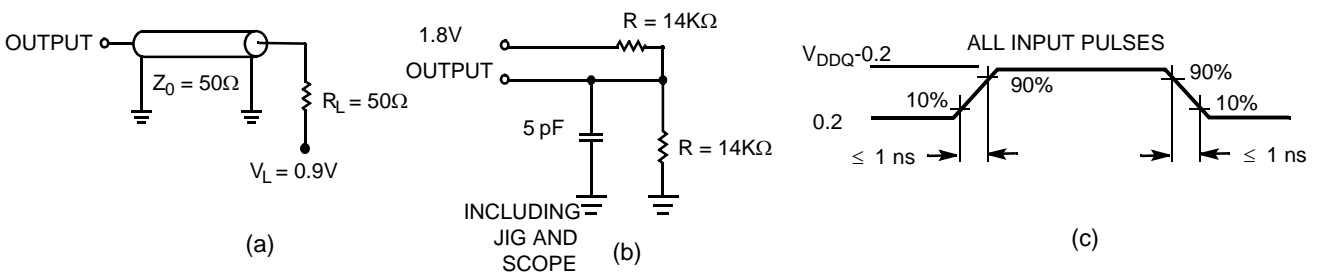 OUTPUT
Z0 = 50Ω
RL = 50Ω
VL = 0.9V
(a)
R = 14KΩ
1.8V
OUTPUT
5 pF
R = 14KΩ
INCLUDING
JIG AND
SCOPE
(b)
ALL INPUT PULSES
VDDQ-0.2
90%
90%
10%
10%
0.2
≤ 1 ns
≤ 1 ns
(c)